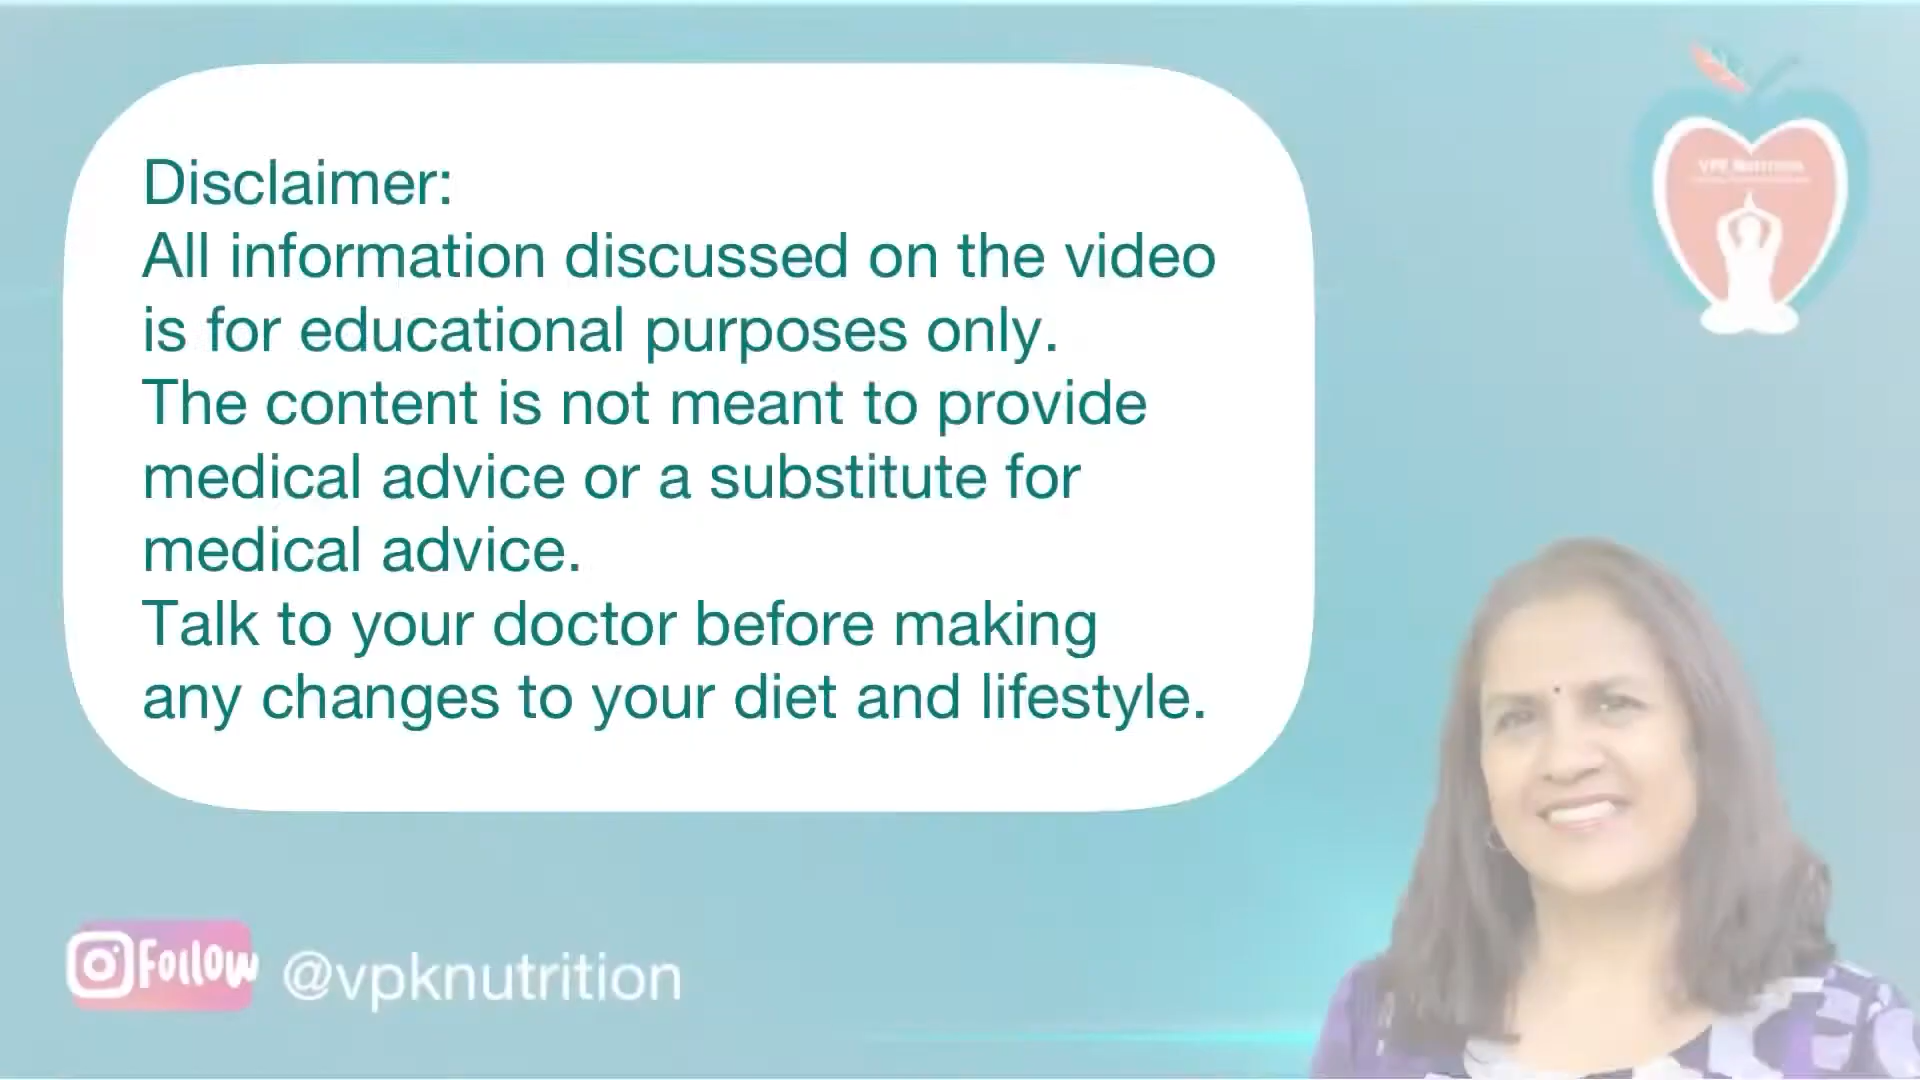 Disclaimer:
All information discussed on the video
is for educational purposes only.
The content is not meant to provide
medical advice or a substitute for
medical advice.
Talk to your doctor before making
any changes to your diet and lifestyle.
VPK Nutrition
Follow @vpknutrition